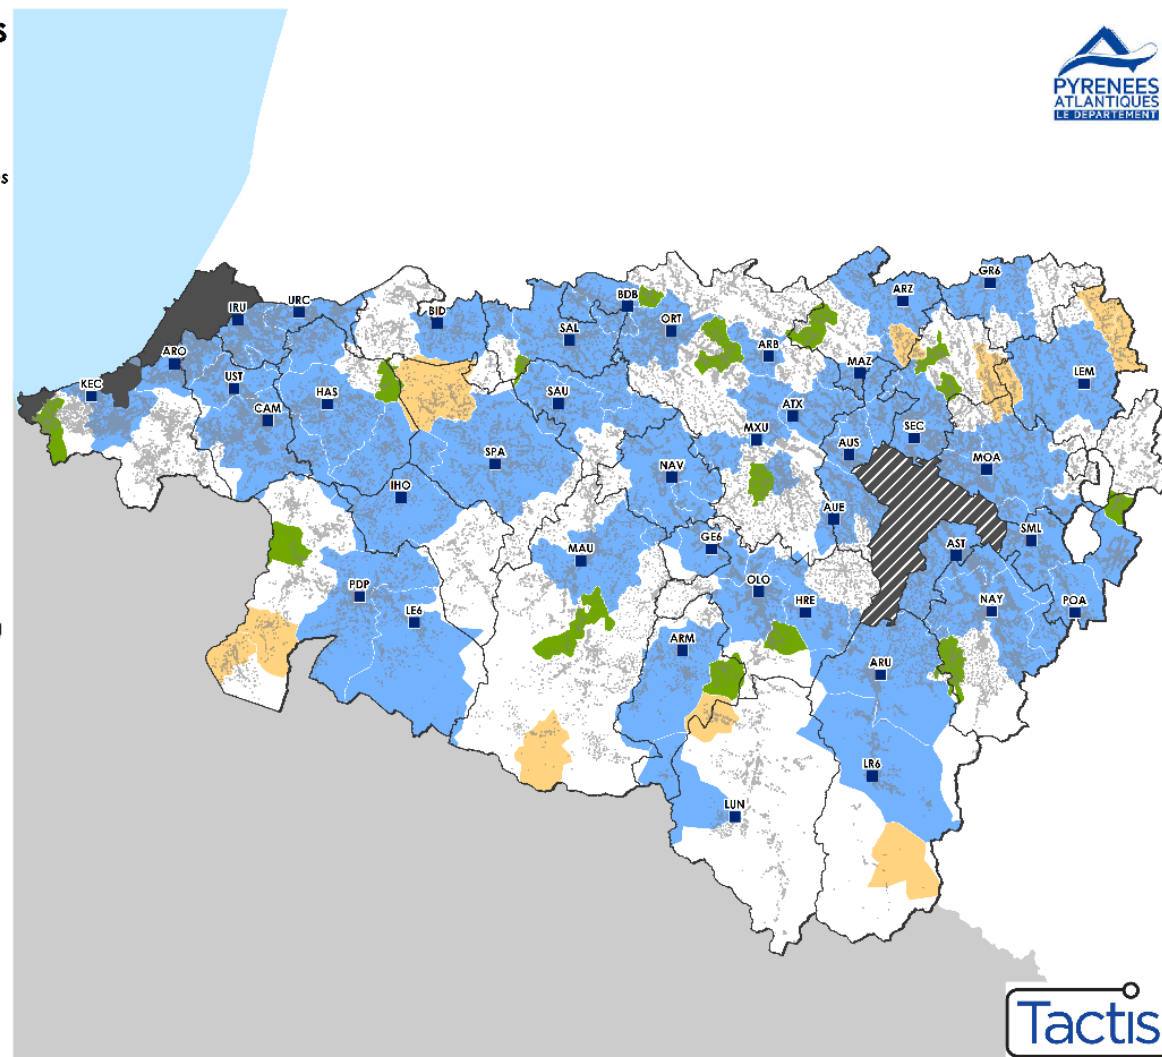 PYRENEES
ATLANTIQUES
LE DEPARTEMENT
GR6
ARZ
IRU
URC
BDB
BID
ORT
SAL
ARB
ARO
MAZ
LEM
KEC
UST
HAS
SAU
ATX
CAM
MXU
SEC
AUS
SPA
NAV
MOA
IHO
AUE
SML
GE6
AST
MAU
PDP
OLO
LE6
HRE
NAY
POA
ARM
ARU
LR6
LUN
Tactis